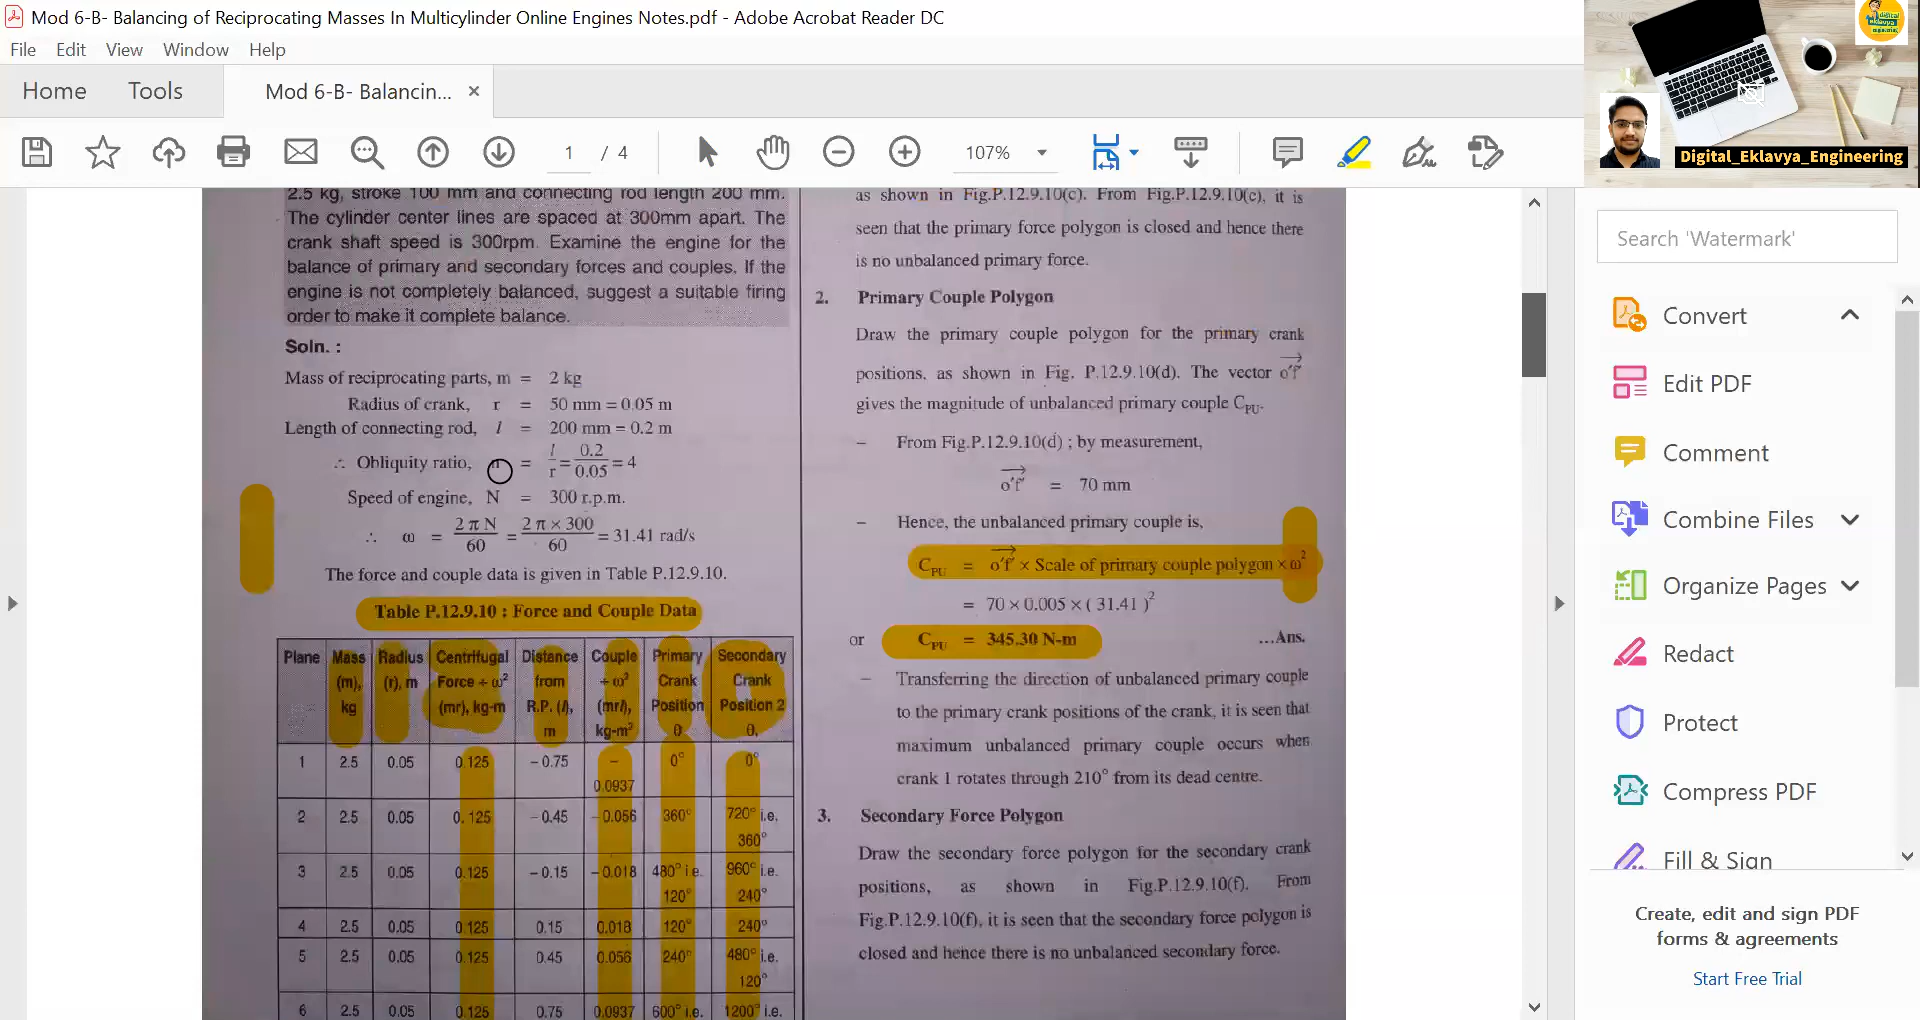 Mod 6-B- Balancing of Reciprocating Masses In Multicylinder Online Engines Notes.pdf - Adobe Acrobat Reader DC
File Edit View Window Help
Home Tools Mod 6-B- Balancin... ×
1 / 4 107%
digital eklavya engineering
Digital_Eklavya_Engineering
2.5 kg, stroke 100 mm and connecting rod length 200 mm.
The cylinder center lines are spaced at 300mm apart. The
crank shaft speed is 300rpm. Examine the engine for the
balance of primary and secondary forces and couples. If the
engine is not completely balanced, suggest a suitable firing
order to make it complete balance.
Soln. :
Mass of reciprocating parts, m = 2 kg
Radius of crank, r = 50 mm = 0.05 m
Length of connecting rod, l = 200 mm = 0.2 m
∴ Obliquity ratio, = l/r = 0.2/0.05 = 4
Speed of engine, N = 300 r.p.m.
∴ ω = 2 π N/60 = 2 π × 300/60 = 31.41 rad/s
The force and couple data is given in Table P.12.9.10.
Table P.12.9.10 : Force and Couple Data
Plane Mass (m), kg Radius (r), m Centrifugal Force ÷ ω² (mr), kg-m Distance from R.P. (l), m Couple ÷ ω² (mrl), kg-m² Primary Crank Position θ Secondary Crank Position 2 θ,
1 2.5 0.05 0.125 – 0.75 – 0.0937 0° 0°
2 2.5 0.05 0.125 – 0.45 – 0.056 360° 720° i.e. 360°
3 2.5 0.05 0.125 – 0.15 – 0.018 480° i.e. 120° 960° i.e. 240°
4 2.5 0.05 0.125 0.15 0.018 120° 240°
5 2.5 0.05 0.125 0.45 0.056 240° 480° i.e. 120°
6 2.5 0.05 0.125 0.75 0.0937 600° i.e. 1200° i.e.
as shown in Fig.P.12.9.10(c). From Fig.P.12.9.10(c), it is
seen that the primary force polygon is closed and hence there
is no unbalanced primary force.
2. Primary Couple Polygon
Draw the primary couple polygon for the primary crank
positions, as shown in Fig. P.12.9.10(d). The vector o'f'
gives the magnitude of unbalanced primary couple CPU.
– From Fig.P.12.9.10(d) ; by measurement,
o'f' = 70 mm
– Hence, the unbalanced primary couple is,
CPU = o'f' × Scale of primary couple polygon × ω²
= 70 × 0.005 × ( 31.41 )²
or CPU = 345.30 N-m ...Ans.
– Transferring the direction of unbalanced primary couple
to the primary crank positions of the crank, it is seen that
maximum unbalanced primary couple occurs when
crank 1 rotates through 210° from its dead centre.
3. Secondary Force Polygon
Draw the secondary force polygon for the secondary crank
positions, as shown in Fig.P.12.9.10(f). From
Fig.P.12.9.10(f), it is seen that the secondary force polygon is
closed and hence there is no unbalanced secondary force.
Search 'Watermark'
Convert
Edit PDF
Comment
Combine Files
Organize Pages
Redact
Protect
Compress PDF
Fill & Sign
Create, edit and sign PDF
forms & agreements
Start Free Trial